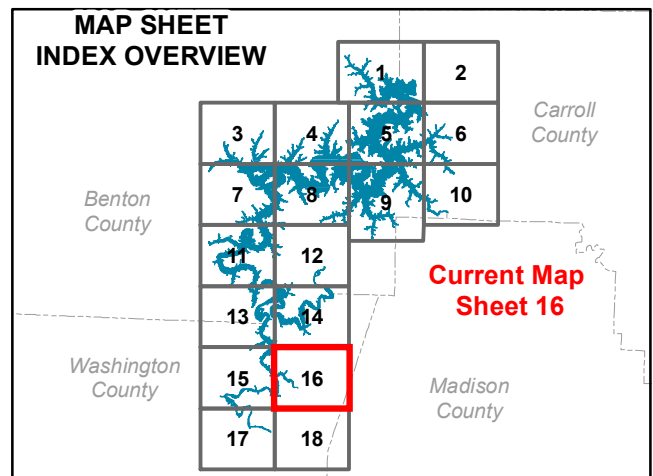 MAP SHEET
INDEX OVERVIEW
1
2
Carroll
County
3
4
5
6
Benton
County
7
8
9
10
11
12
Current Map
Sheet 16
13
14
Washington
County
15
16
Madison
County
17
18